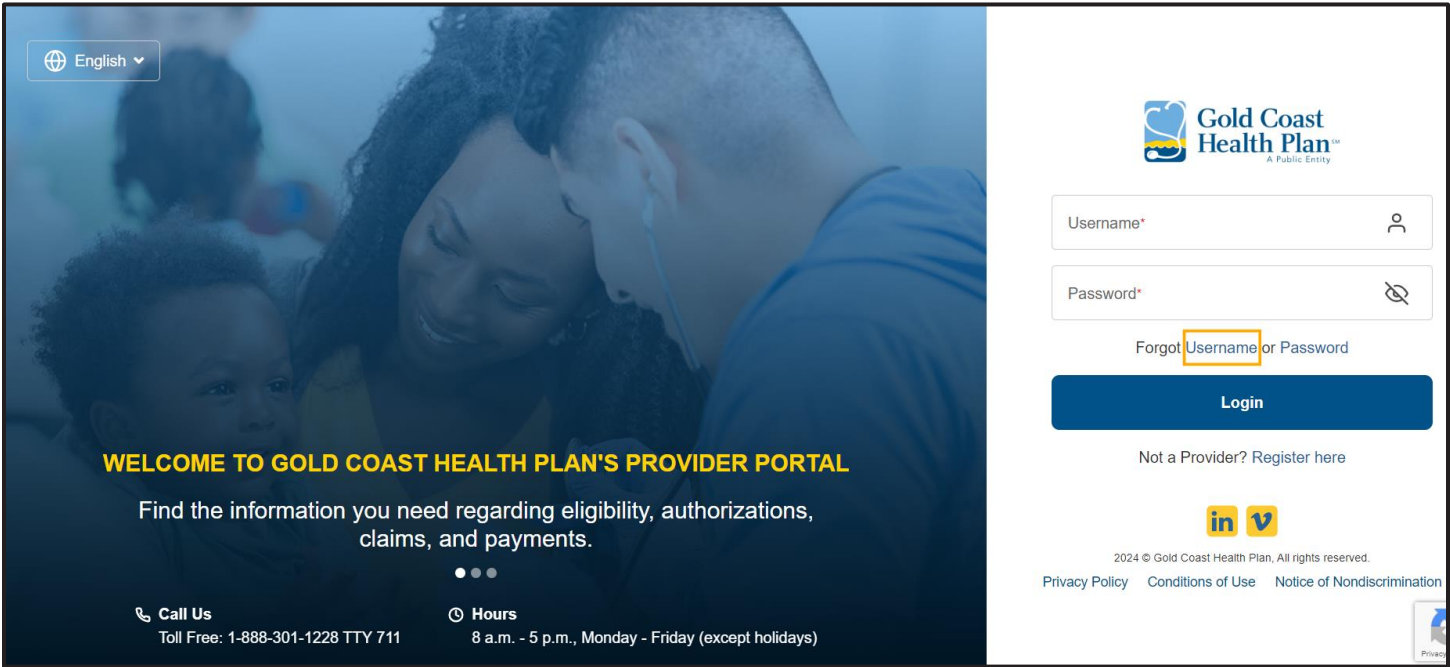 English
WELCOME TO GOLD COAST HEALTH PLAN'S PROVIDER PORTAL
Find the information you need regarding eligibility, authorizations,
claims, and payments.
Call Us
Toll Free: 1-888-301-1228 TTY 711
Hours
8 a.m. - 5 p.m., Monday - Friday (except holidays)
Gold Coast
Health Plan℠
A Public Entity
Username*
Password*
Forgot Username or Password
Login
Not a Provider? Register here
in v
2024 © Gold Coast Health Plan, All rights reserved.
Privacy Policy Conditions of Use Notice of Nondiscrimination